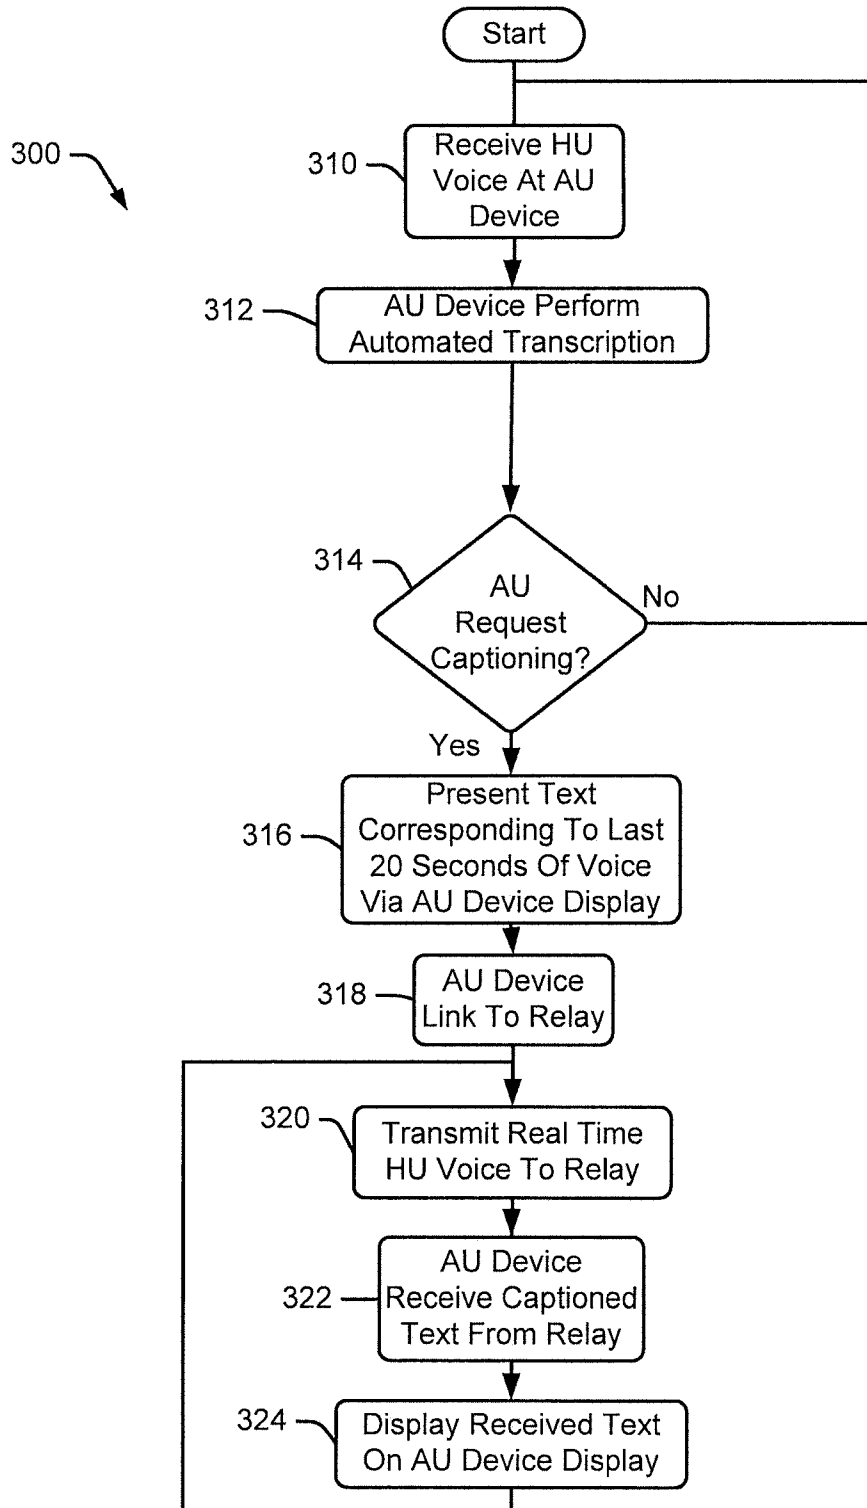 Start
300
310
Receive HU
Voice At AU
Device
312
AU Device Perform
Automated Transcription
314
AU
Request
Captioning?
No
Yes
316
Present Text
Corresponding To Last
20 Seconds Of Voice
Via AU Device Display
318
AU Device
Link To Relay
320
Transmit Real Time
HU Voice To Relay
322
AU Device
Receive Captioned
Text From Relay
324
Display Received Text
On AU Device Display